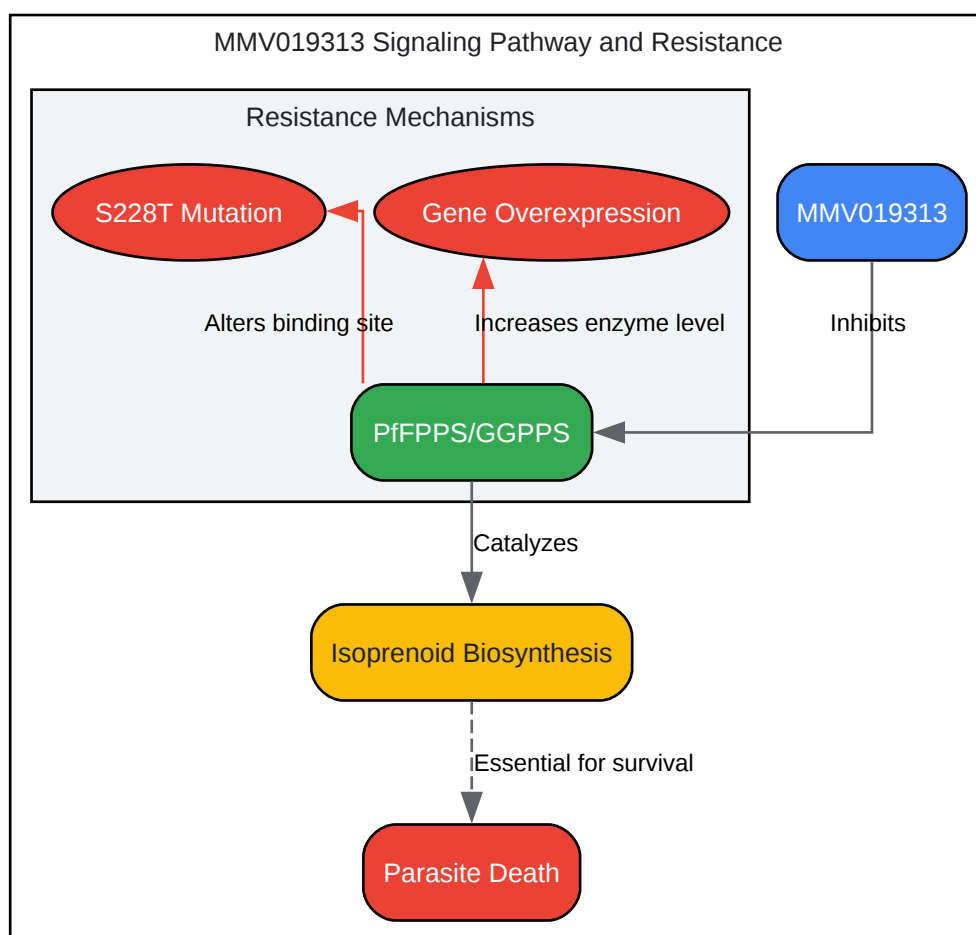 MMV019313 Signaling Pathway and Resistance
Resistance Mechanisms
S228T Mutation
Gene Overexpression
MMV019313
Alters binding site
Increases enzyme level
Inhibits
PfFPPS/GGPPS
Catalyzes
Isoprenoid Biosynthesis
Essential for survival
Parasite Death